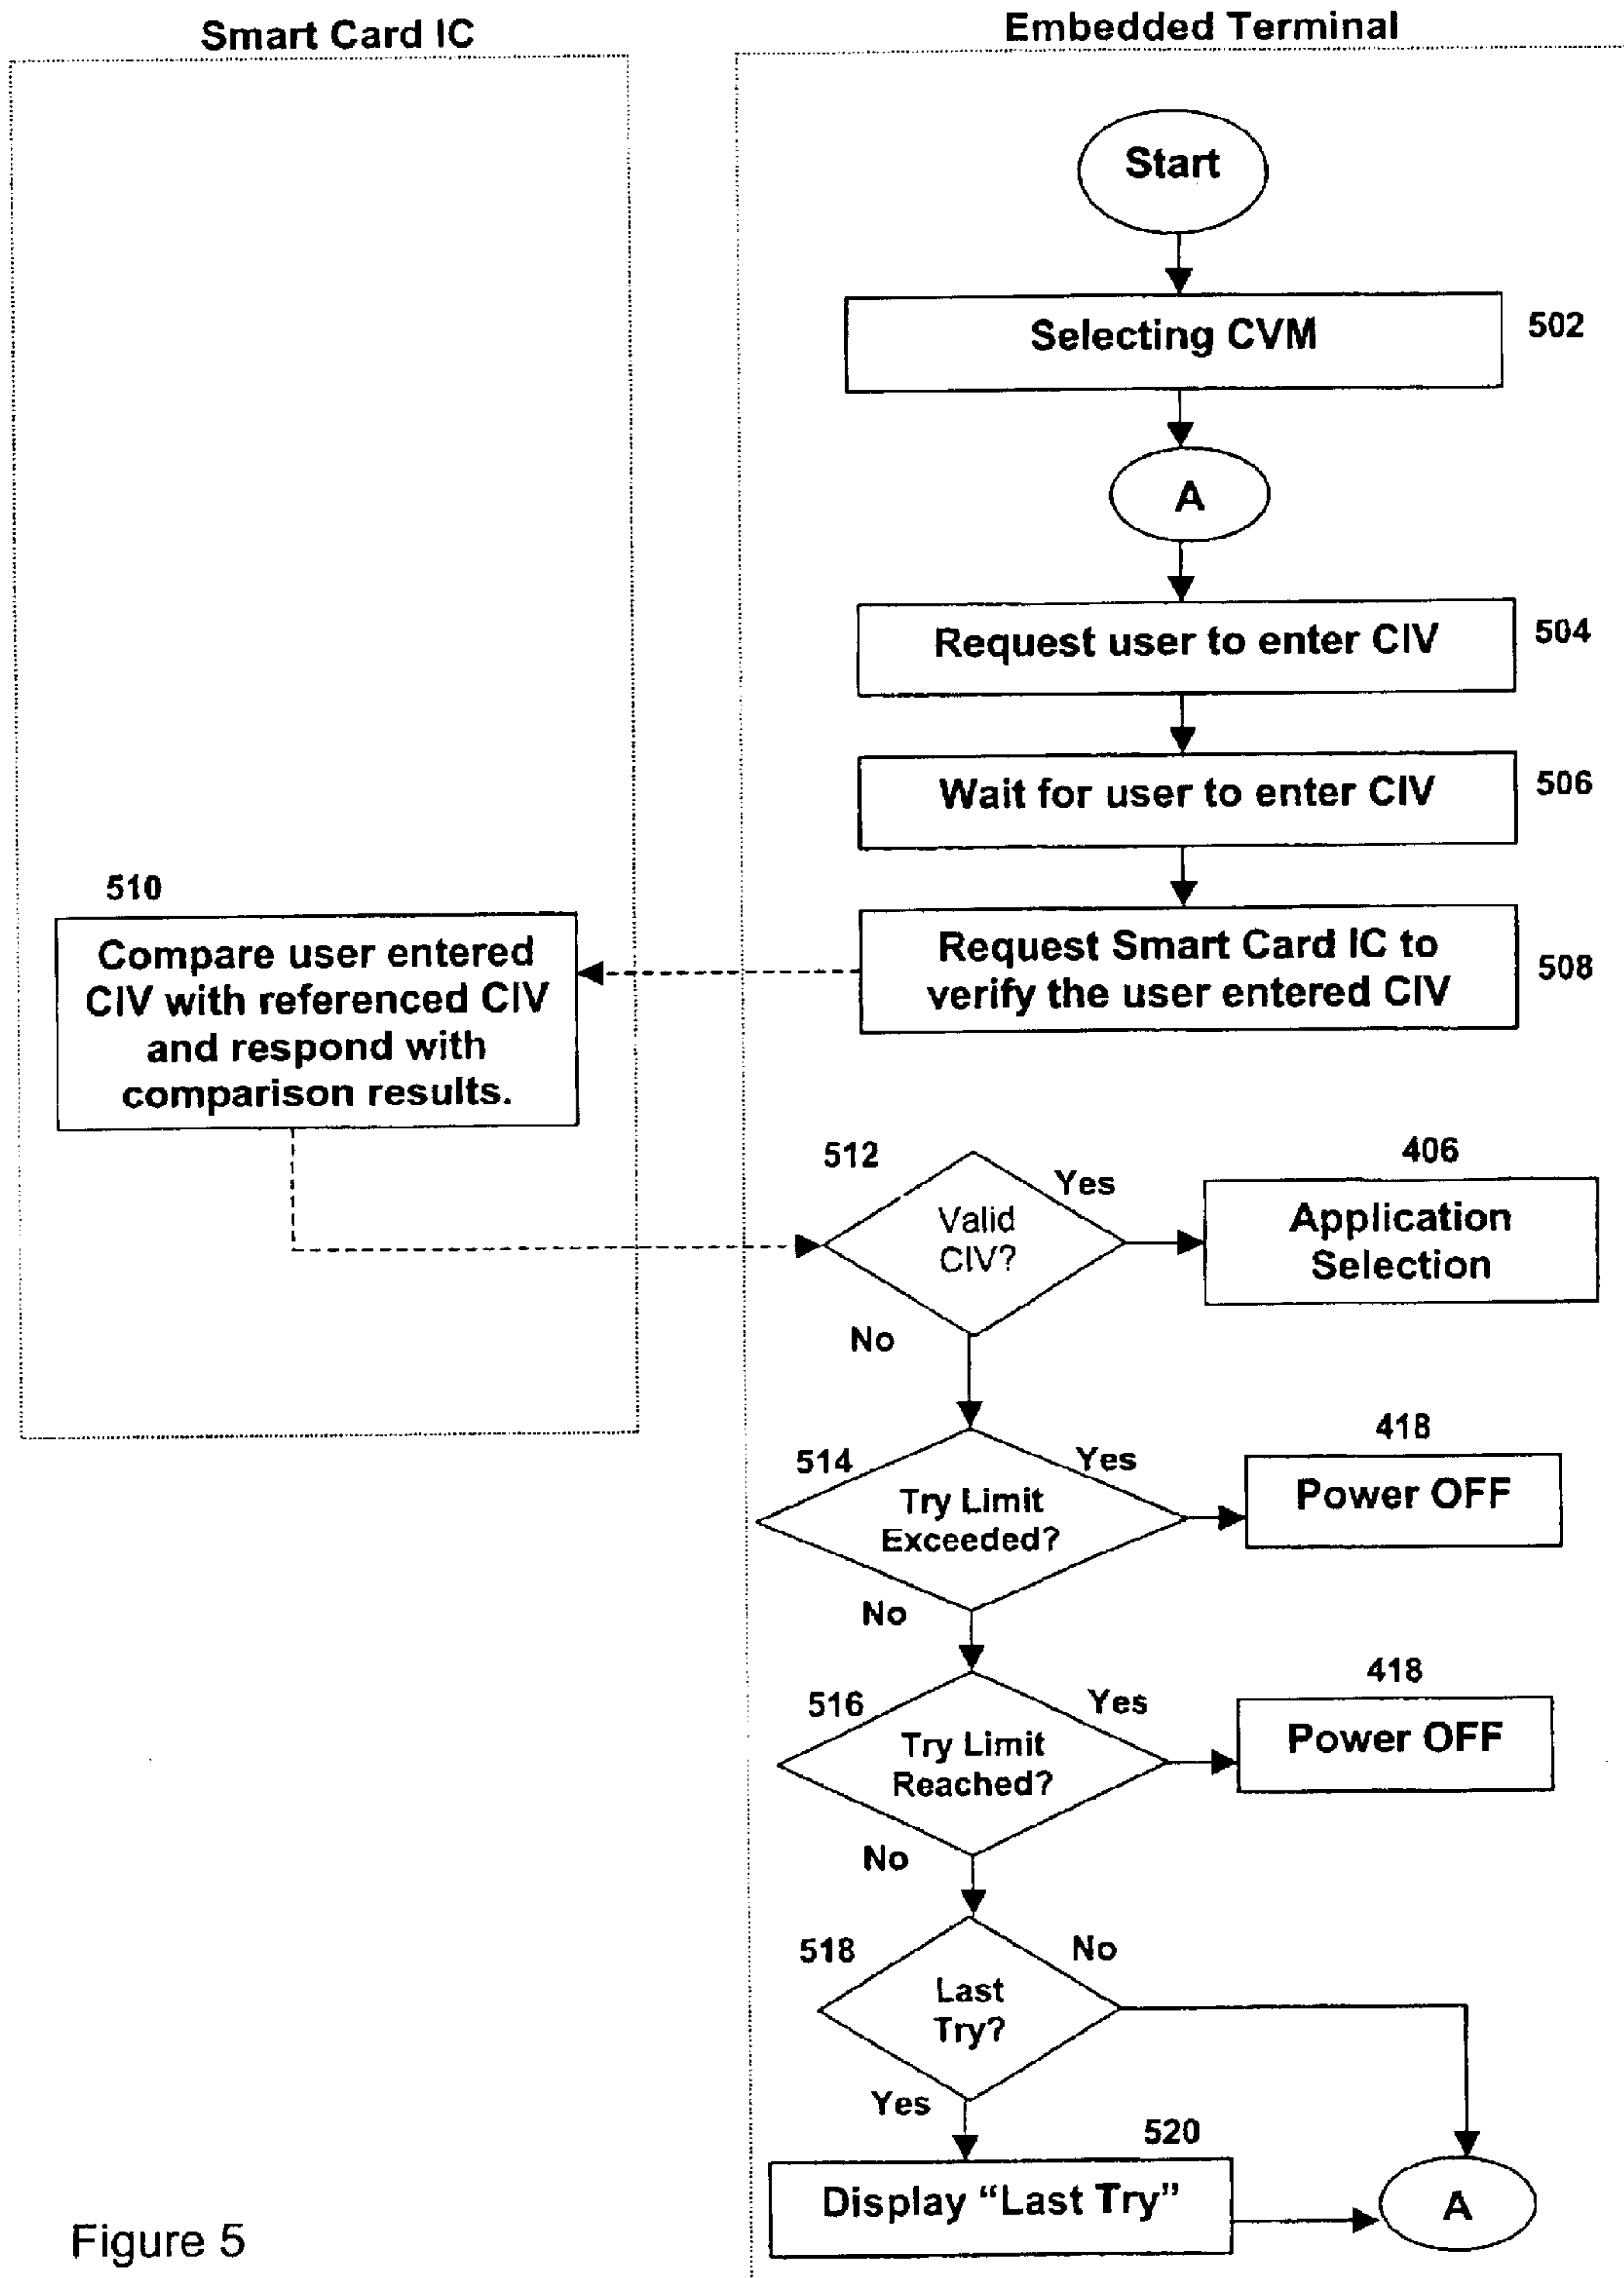 Smart Card IC
Embedded Terminal
Start
Selecting CVM
502
A
Request user to enter CIV
504
Wait for user to enter CIV
506
510
Compare user entered
CIV with referenced CIV
and respond with
comparison results.
Request Smart Card IC to
verify the user entered CIV
508
512
Valid
CIV?
Yes
406
Application
Selection
No
514
Try Limit
Exceeded?
Yes
418
Power OFF
No
516
Try Limit
Reached?
Yes
418
Power OFF
No
518
Last
Try?
No
Yes
520
Display “Last Try”
A
Figure 5